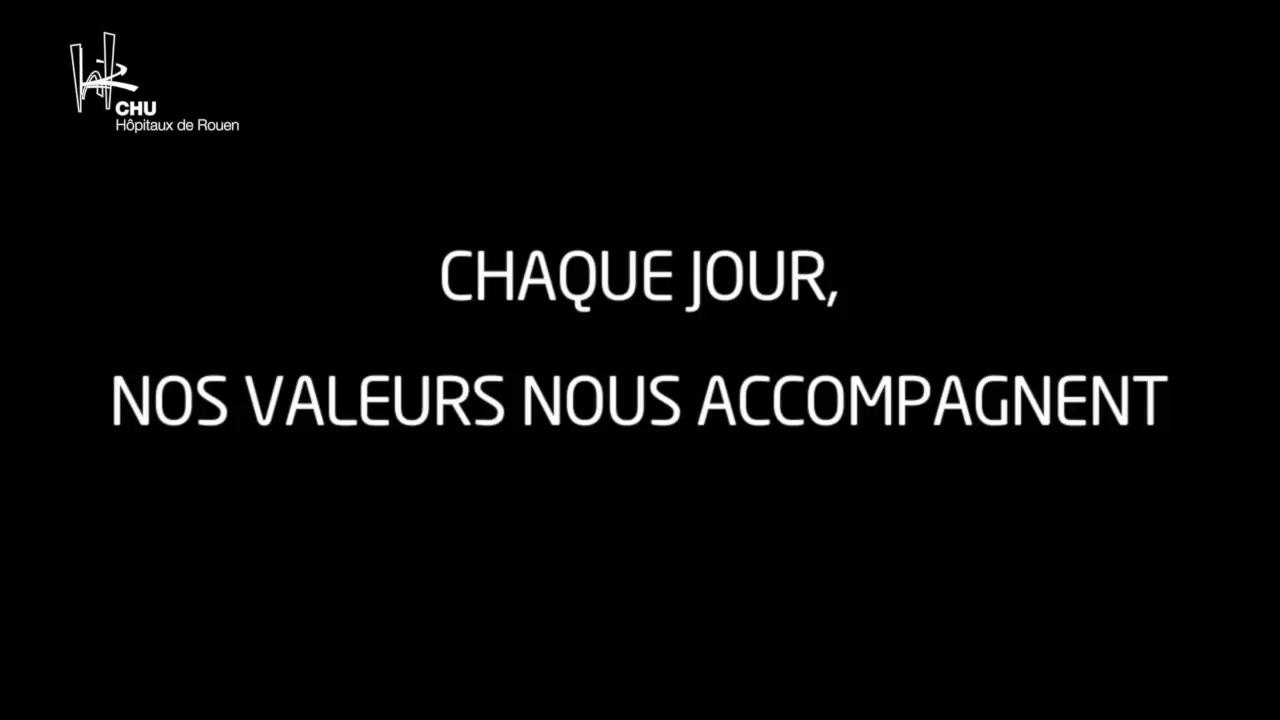 CHU
Hôpitaux de Rouen
CHAQUE JOUR,
NOS VALEURS NOUS ACCOMPAGNENT